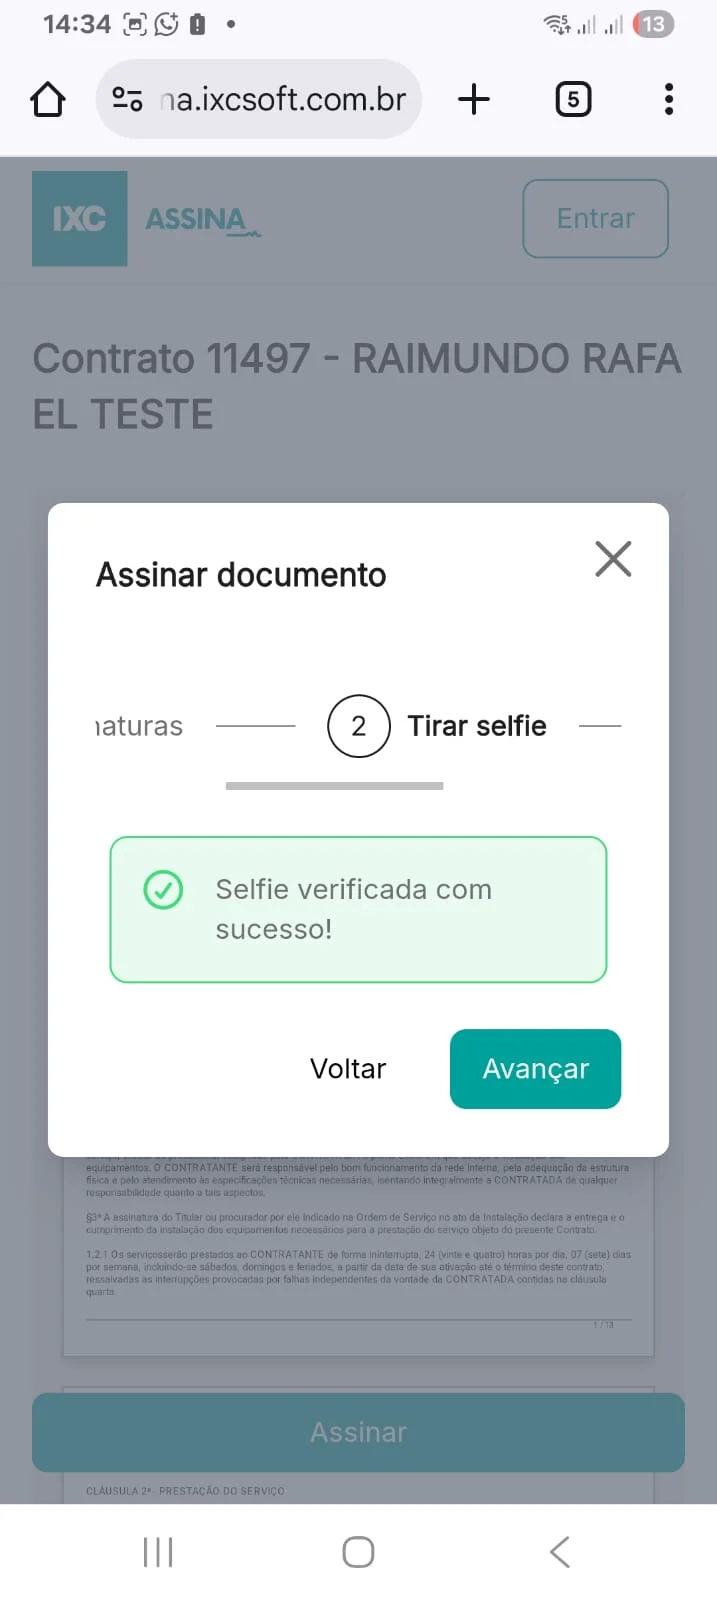 14:34
13
na.ixcsoft.com.br
5
IXC ASSINA
Entrar
Contrato 11497 - RAIMUNDO RAFA
EL TESTE
Assinar documento
naturas
2 Tirar selfie
Selfie verificada com
sucesso!
Voltar
Avançar
equipamentos. O CONTRATANTE será responsável pelo bom funcionamento da rede interna, pela adequação da estrutura
física e pelo atendimento às especificações técnicas necessárias, isentando integralmente a CONTRATADA de qualquer
responsabilidade quanto a tais aspectos.
§3º A assinatura do Titular ou procurador por ele indicado na Ordem de Serviço no ato da Instalação declara a entrega e o
cumprimento da instalação dos equipamentos necessários para a prestação do serviço objeto do presente Contrato.
1.2.1 Os serviçosserão prestados ao CONTRATANTE de forma ininterrupta, 24 (vinte e quatro) horas por dia, 07 (sete) dias
por semana, incluindo-se sábados, domingos e feriados, a partir da data de sua ativação até o término deste contrato,
ressalvadas as interrupções provocadas por falhas independentes da vontade da CONTRATADA contidas na cláusula
quarta.
1 / 13
Assinar
CLÁUSULA 2ª - PRESTAÇÃO DO SERVIÇO